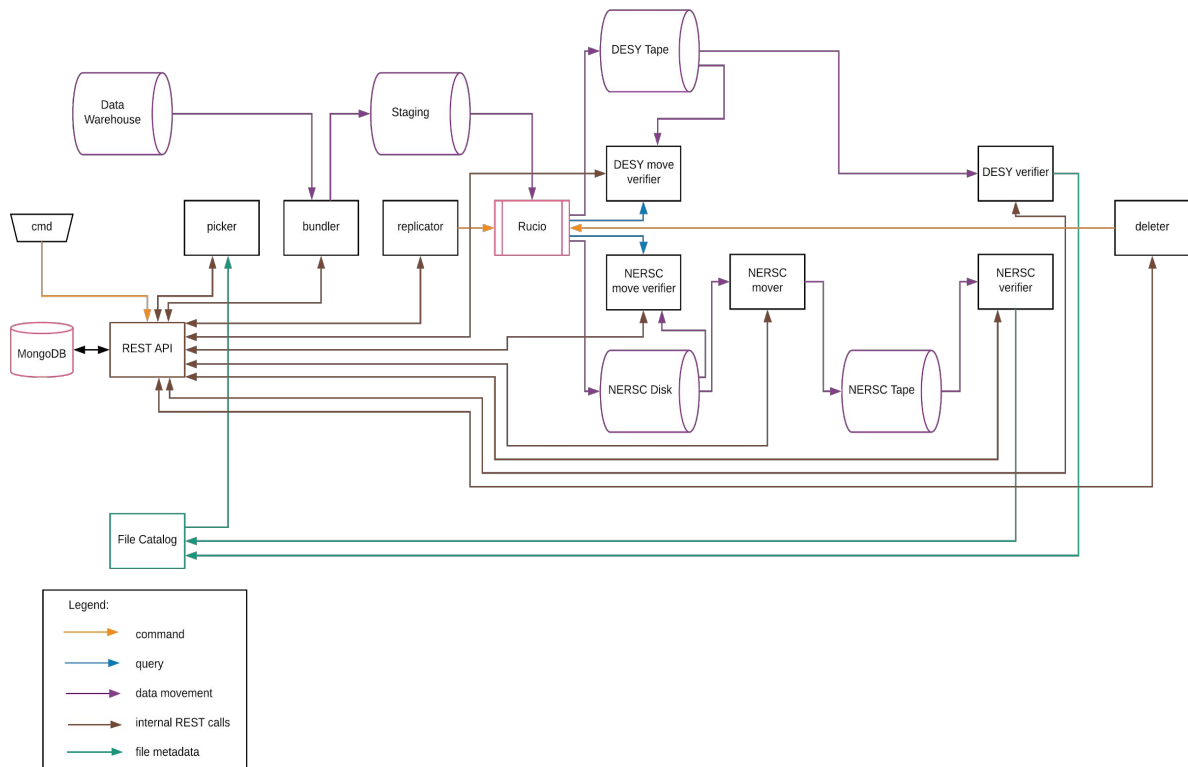 DESY Tape
Data
Warehouse
Staging
DESY move
verifier
DESY verifier
cmd
picker
bundler
replicator
Rucio
deleter
NERSC
move verifier
NERSC
mover
NERSC
verifier
MongoDB
REST API
NERSC Disk
NERSC Tape
File Catalog
Legend:
command
query
data movement
internal REST calls
file metadata